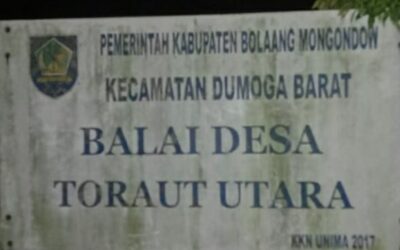 PEMERINTAH KABUPATEN BOLAANG MONGONDOW
KECAMATAN DUMOGA BARAT
BALAI DESA
TORAUT UTARA
KKN UNIMA 2017